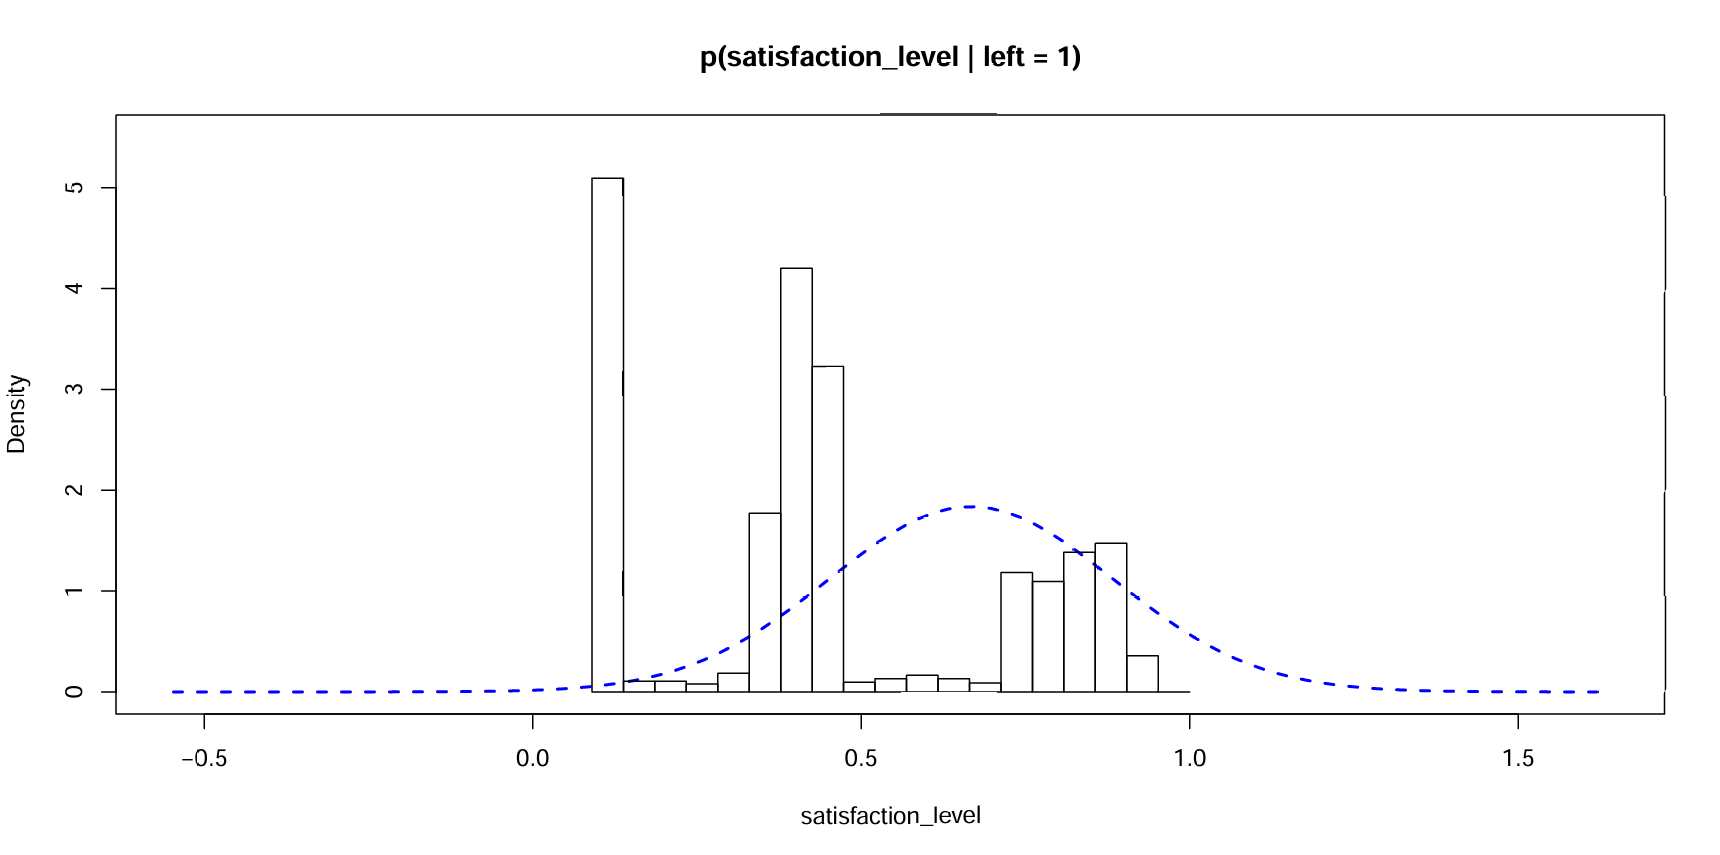 p(satisfaction_level | left = 1)
Density
5
4
3
2
1
0
−0.5 0.0 0.5 1.0 1.5
satisfaction_level